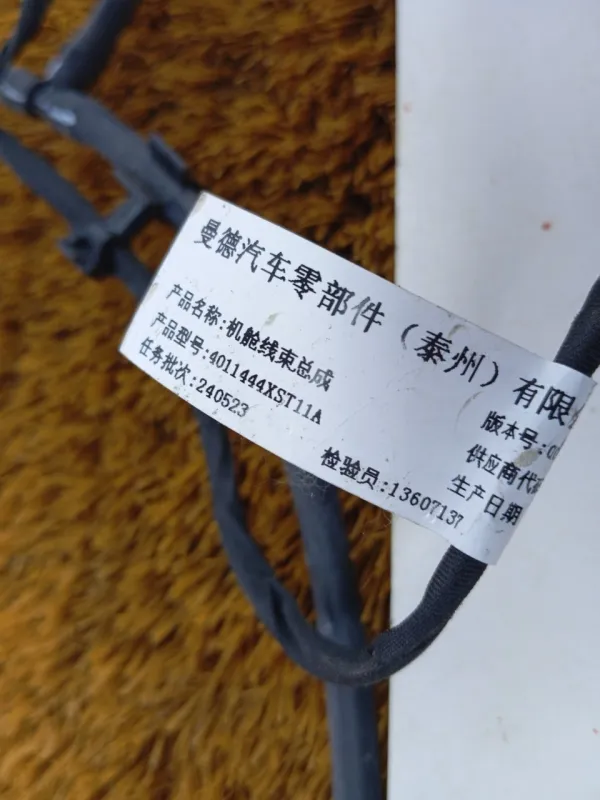 曼德汽车零部件（泰州）有限
产品名称:机舱线束总成
产品型号:4011444XST11A
任务批次:240523
版本号:0
供应商代
生产日期
检验员:13607137